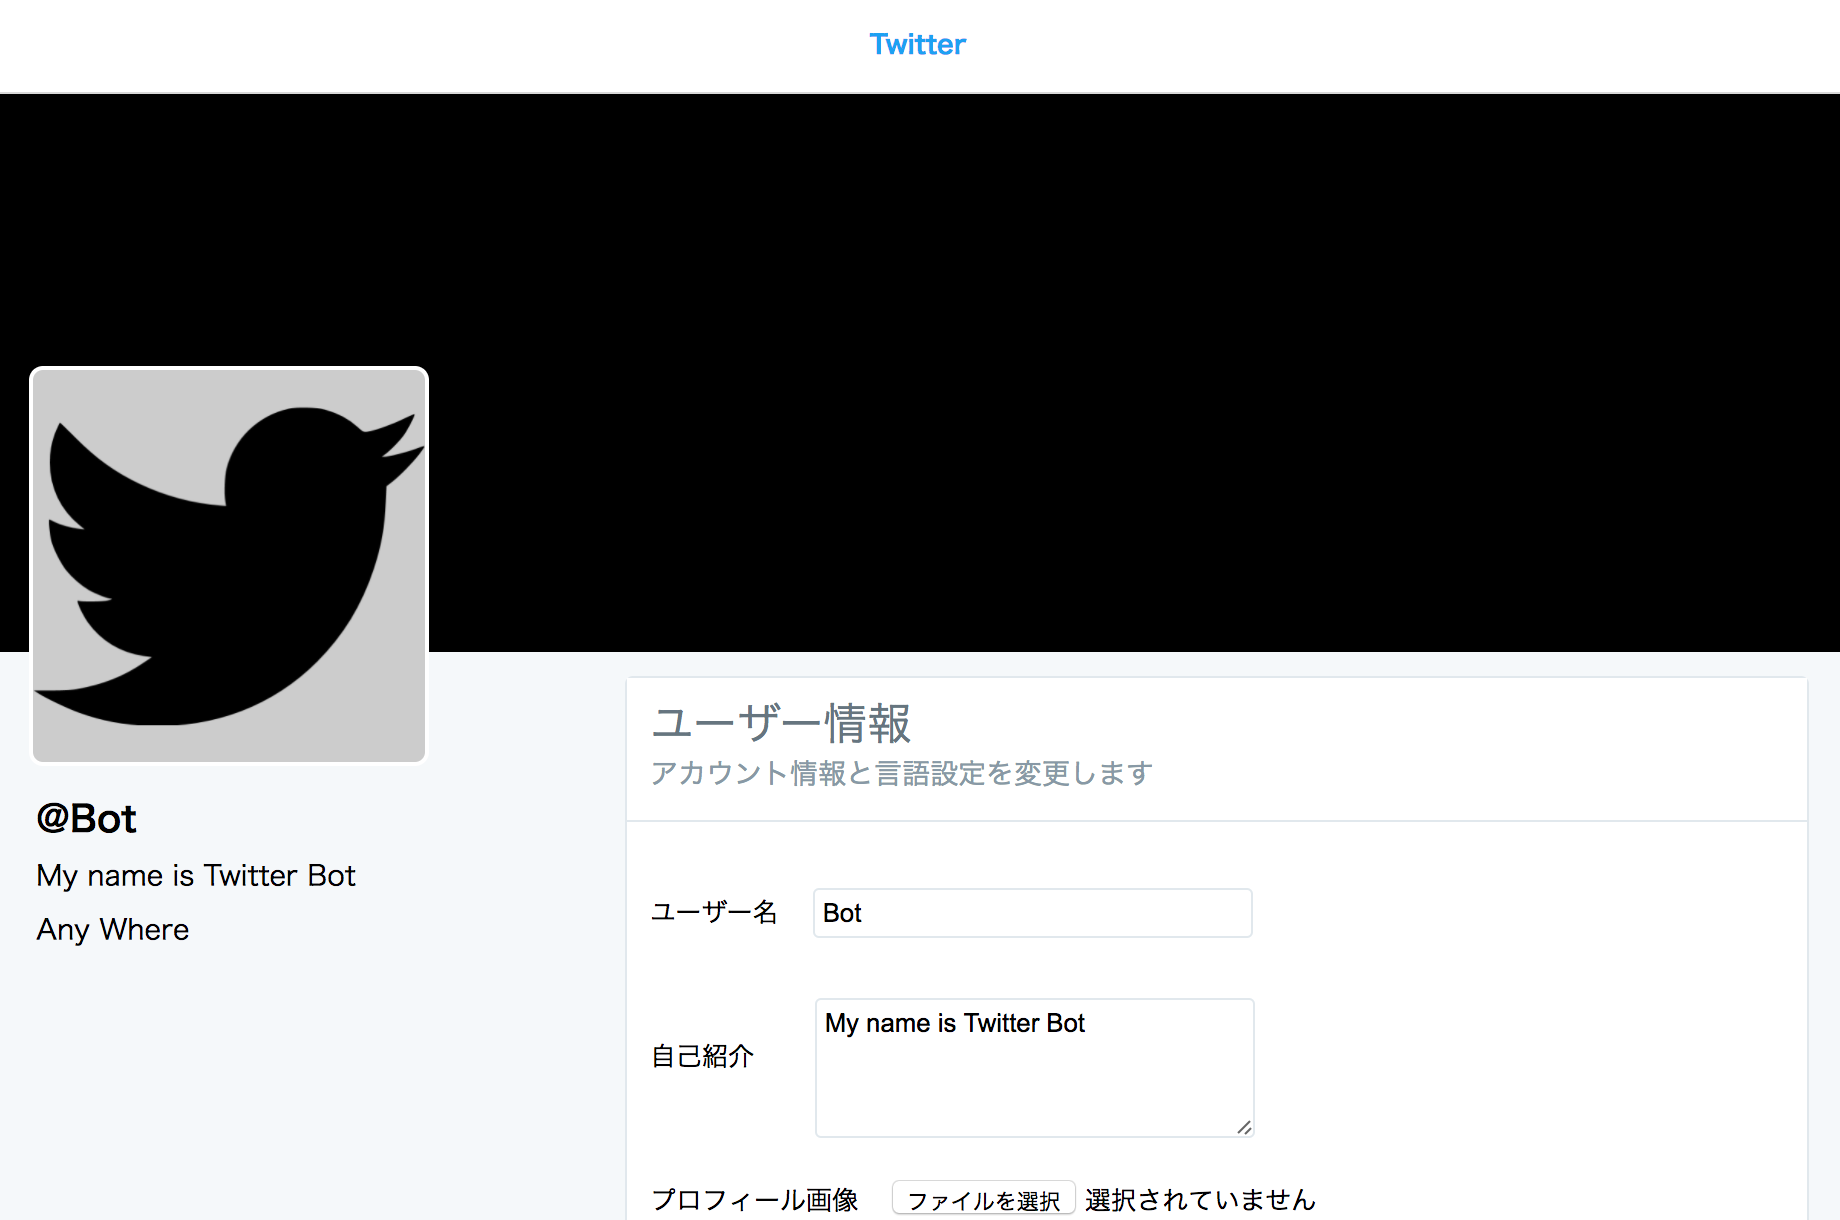 Twitter
@Bot
My name is Twitter Bot
Any Where
ユーザー情報
アカウント情報と言語設定を変更します
ユーザー名 Bot
自己紹介 My name is Twitter Bot
プロフィール画像 ファイルを選択 選択されていません